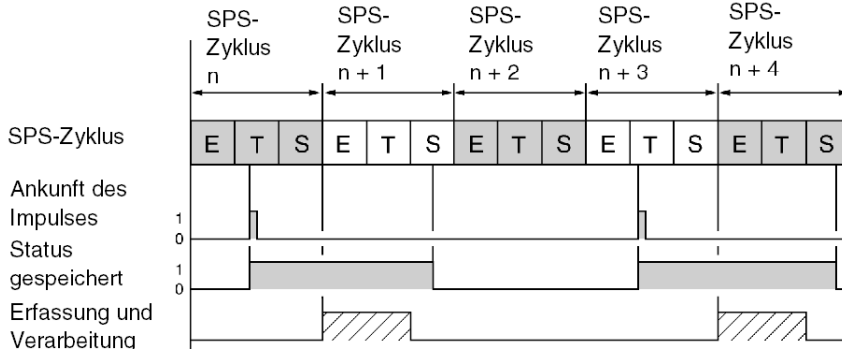 SPS-
Zyklus
n
SPS-
Zyklus
n + 1
SPS-
Zyklus
n + 2
SPS-
Zyklus
n + 3
SPS-
Zyklus
n + 4
SPS-Zyklus E T S E T S E T S E T S E T S
Ankunft des
Impulses
1
0
Status
gespeichert
1
0
Erfassung und
Verarbeitung